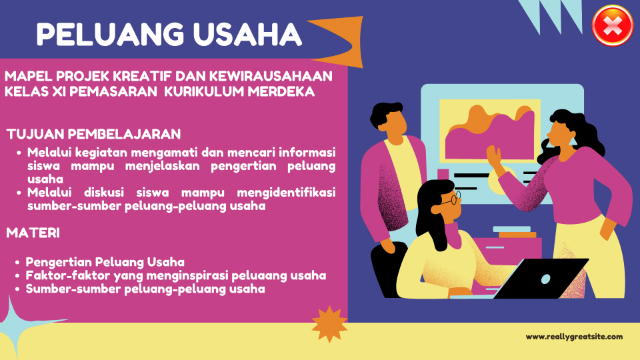 PELUANG USAHA
MAPEL PROJEK KREATIF DAN KEWIRAUSAHAAN
KELAS XI PEMASARAN KURIKULUM MERDEKA
TUJUAN PEMBELAJARAN
• Melalui kegiatan mengamati dan mencari informasi
siswa mampu menjelaskan pengertian peluang
usaha
• Melalui diskusi siswa mampu mengidentifikasi
sumber-sumber peluang-peluang usaha
MATERI
• Pengertian Peluang Usaha
• Faktor-faktor yang menginspirasi peluaang usaha
• Sumber-sumber peluang-peluang usaha
www.reallygreatsite.com